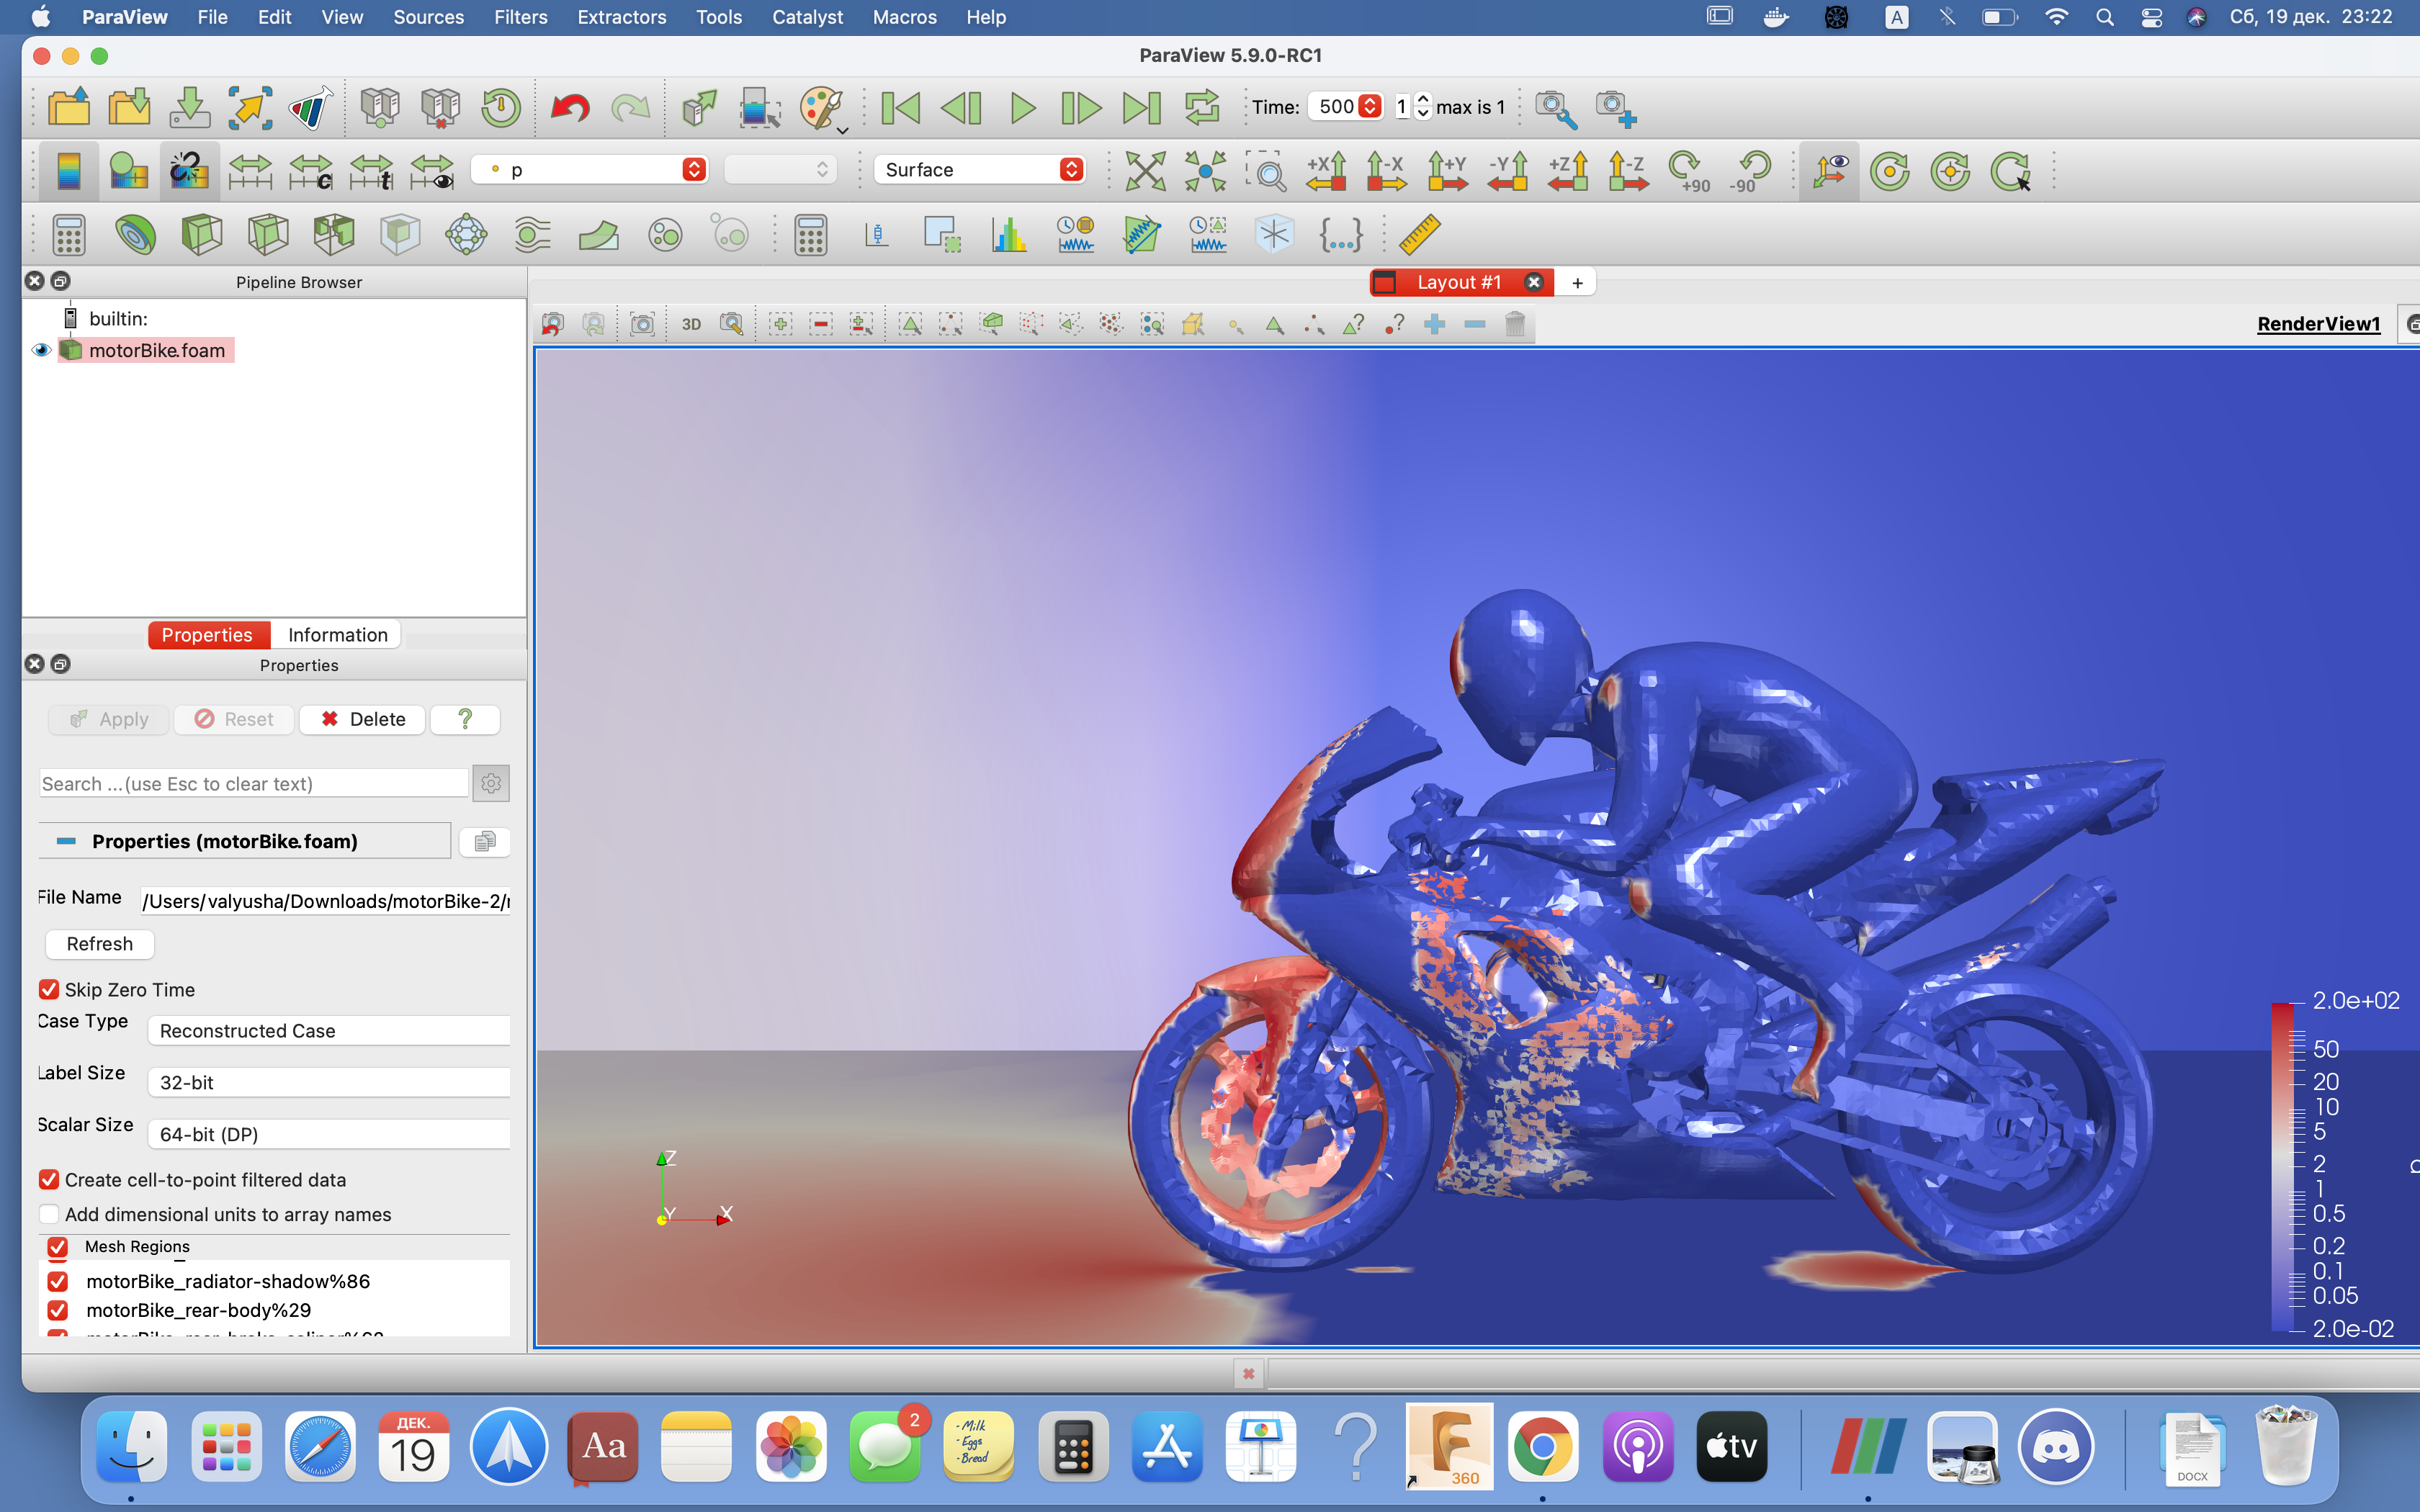 ParaView File Edit View Sources Filters Extractors Tools Catalyst Macros Help A Сб, 19 дек. 23:22
ParaView 5.9.0-RC1
Time: 500 1 max is 1
c t p Surface +X -X +Y -Y +Z -Z +90 -90
{...}
Pipeline Browser
Layout #1 +
builtin:
3D ? ? RenderView1
motorBike.foam
Properties Information
Properties
Apply Reset Delete ?
Search ...(use Esc to clear text)
Properties (motorBike.foam)
File Name /Users/valyusha/Downloads/motorBike-2/
Refresh
Skip Zero Time
Case Type Reconstructed Case
Label Size 32-bit
Scalar Size 64-bit (DP)
Create cell-to-point filtered data
Add dimensional units to array names
Mesh Regions
motorBike_radiator-shadow%86
motorBike_rear-body%29
Z
Y X
2.0e+02
50
20
10
5
2
1
0.5
0.2
0.1
0.05
2.0e-02
ДЕК.
19
Aa
2
- Milk
- Eggs
- Bread
?
360
tv
DOCX